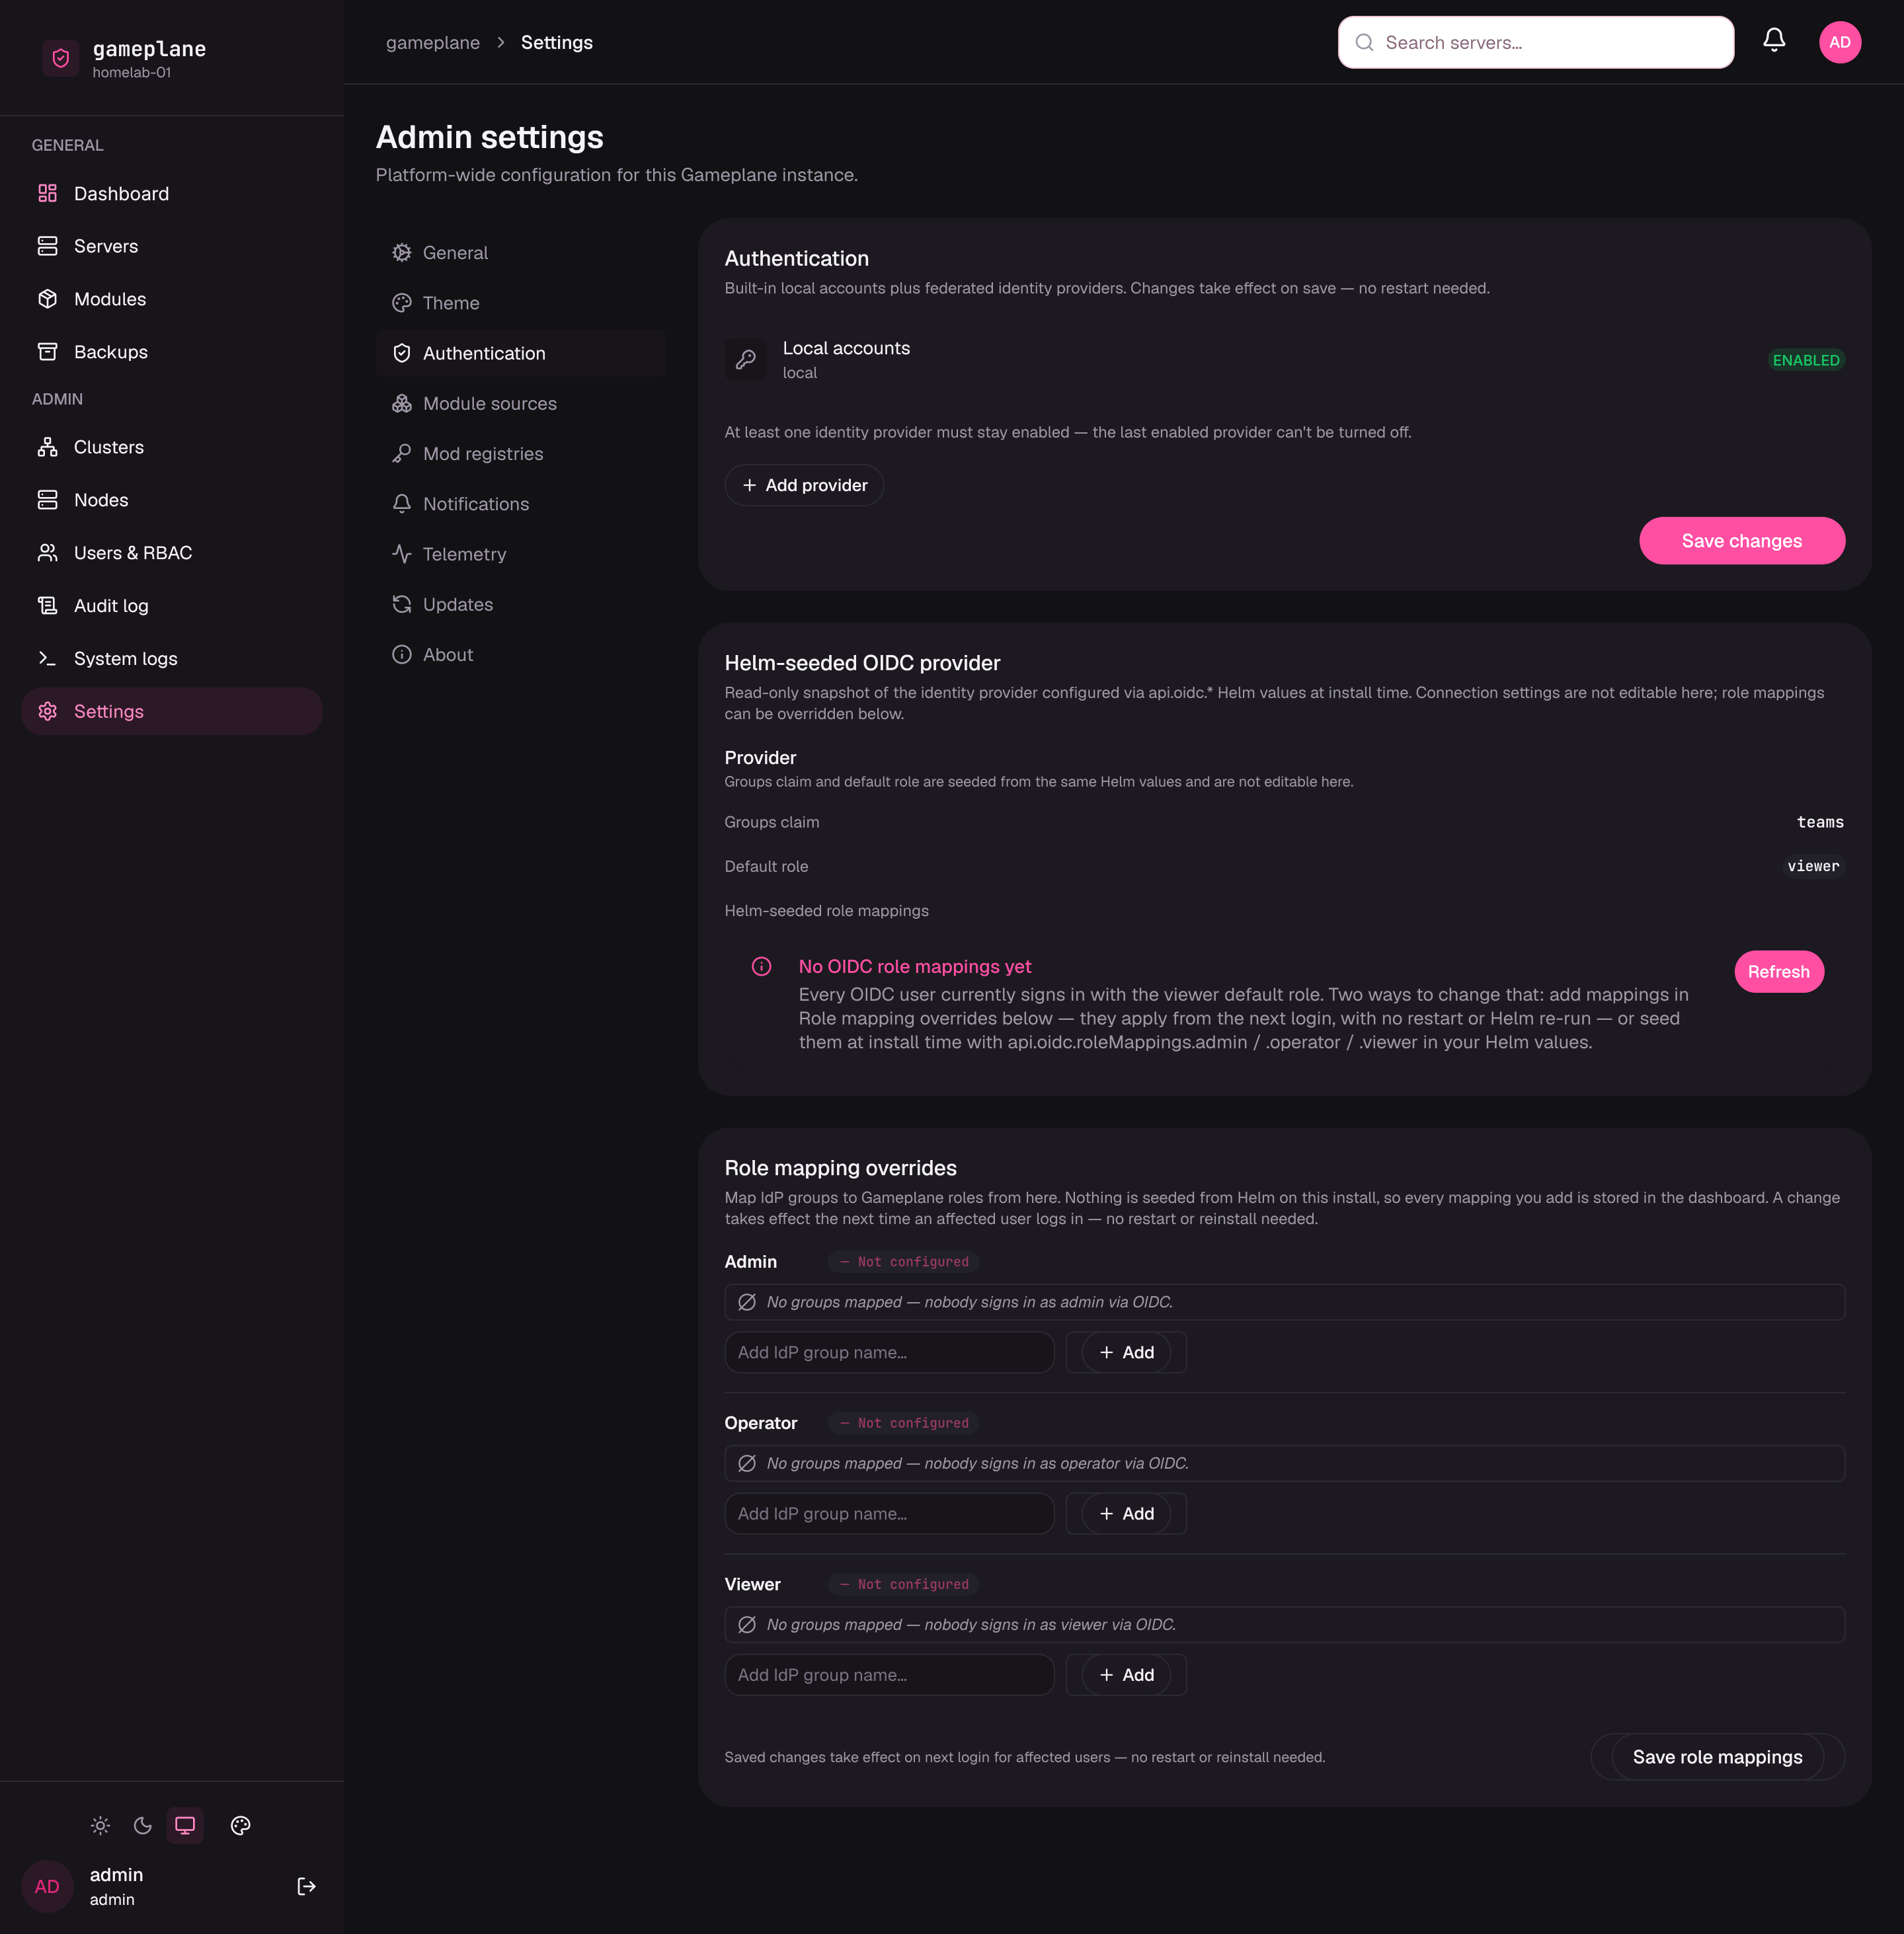 gameplane
homelab-01
GENERAL
Dashboard
Servers
Modules
Backups
ADMIN
Clusters
Nodes
Users & RBAC
Audit log
System logs
Settings
AD
admin
admin
gameplane
Settings
Search servers...
AD
Admin settings
Platform-wide configuration for this Gameplane instance.
General
Theme
Authentication
Module sources
Mod registries
Notifications
Telemetry
Updates
About
Authentication
Built-in local accounts plus federated identity providers. Changes take effect on save — no restart needed.
Local accounts
local
ENABLED
At least one identity provider must stay enabled — the last enabled provider can't be turned off.
Add provider
Save changes
Helm-seeded OIDC provider
Read-only snapshot of the identity provider configured via api.oidc.* Helm values at install time. Connection settings are not editable here; role mappings
can be overridden below.
Provider
Groups claim and default role are seeded from the same Helm values and are not editable here.
Groups claim
teams
Default role
viewer
Helm-seeded role mappings
No OIDC role mappings yet
Refresh
Every OIDC user currently signs in with the viewer default role. Two ways to change that: add mappings in
Role mapping overrides below — they apply from the next login, with no restart or Helm re-run — or seed
them at install time with api.oidc.roleMappings.admin / .operator / .viewer in your Helm values.
Role mapping overrides
Map IdP groups to Gameplane roles from here. Nothing is seeded from Helm on this install, so every mapping you add is stored in the dashboard. A change
takes effect the next time an affected user logs in — no restart or reinstall needed.
Admin — Not configured
No groups mapped — nobody signs in as admin via OIDC.
Add IdP group name...
Add
Operator — Not configured
No groups mapped — nobody signs in as operator via OIDC.
Add IdP group name...
Add
Viewer — Not configured
No groups mapped — nobody signs in as viewer via OIDC.
Add IdP group name...
Add
Saved changes take effect on next login for affected users — no restart or reinstall needed.
Save role mappings